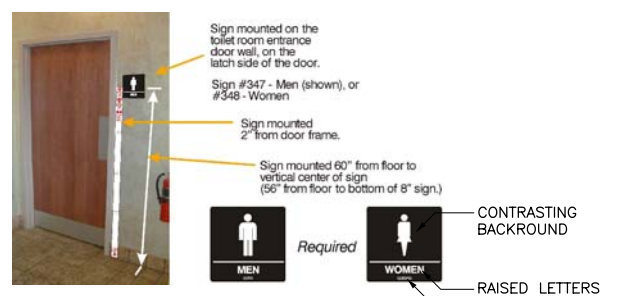 Sign mounted on the
toilet room entrance
door wall, on the
latch side of the door.
Sign #347 - Men (shown), or
#348 - Women
MEN
Sign mounted
2" from door frame.
Sign mounted 60" from floor to
vertical center of sign
(56" from floor to bottom of 8" sign.)
Required
MEN
WOMEN
CONTRASTING
BACKROUND
RAISED LETTERS